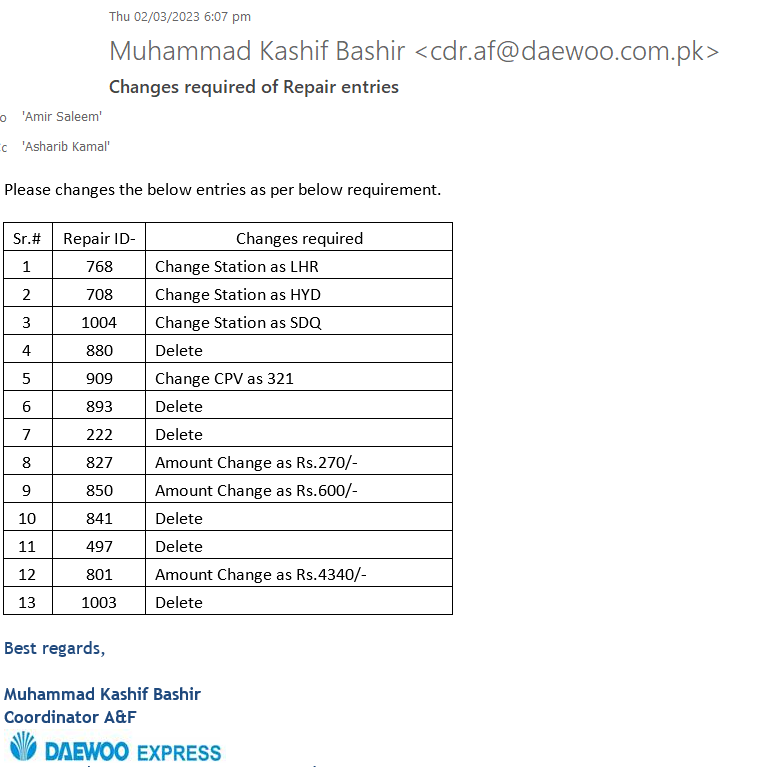 Thu 02/03/2023 6:07 pm
Muhammad Kashif Bashir <cdr.af@daewoo.com.pk>
Changes required of Repair entries
o 'Amir Saleem'
c 'Asharib Kamal'
Please changes the below entries as per below requirement.
Sr.# Repair ID- Changes required
1 768 Change Station as LHR
2 708 Change Station as HYD
3 1004 Change Station as SDQ
4 880 Delete
5 909 Change CPV as 321
6 893 Delete
7 222 Delete
8 827 Amount Change as Rs.270/-
9 850 Amount Change as Rs.600/-
10 841 Delete
11 497 Delete
12 801 Amount Change as Rs.4340/-
13 1003 Delete
Best regards,
Muhammad Kashif Bashir
Coordinator A&F
DAEWOO EXPRESS